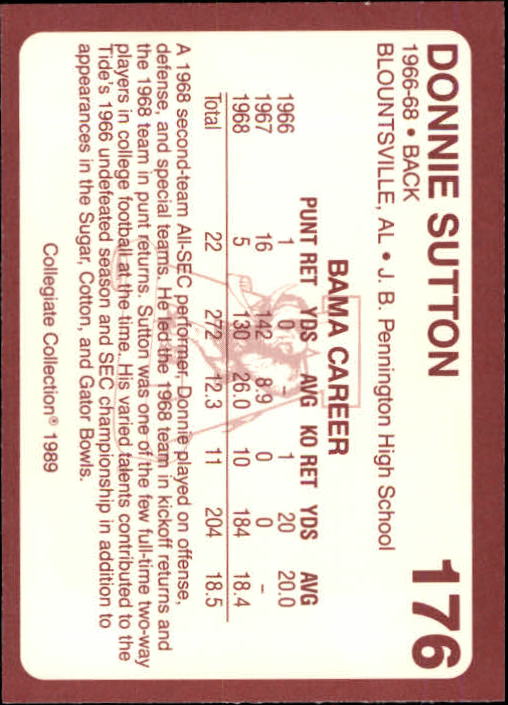 DONNIE SUTTON 176
1966-68 • BACK
BLOUNTSVILLE, AL • J. B. Pennington High School
BAMA CAREER
PUNT RET YDS AVG KO RET YDS AVG
1966 1 0 - 1 20 20.0
1967 16 142 8.9 0 0 -
1968 5 130 26.0 10 184 18.4
Total 22 272 12.3 11 204 18.5
A 1968 second-team All-SEC performer, Donnie played on offense,
defense, and special teams. He led the 1968 team in kickoff returns and
the 1968 team in punt returns. Sutton was one of the few full-time two-way
players in college football at the time. His varied talents contributed to the
Tide's 1966 undefeated season and SEC championship in addition to
appearances in the Sugar, Cotton, and Gator Bowls.
Collegiate Collection® 1989